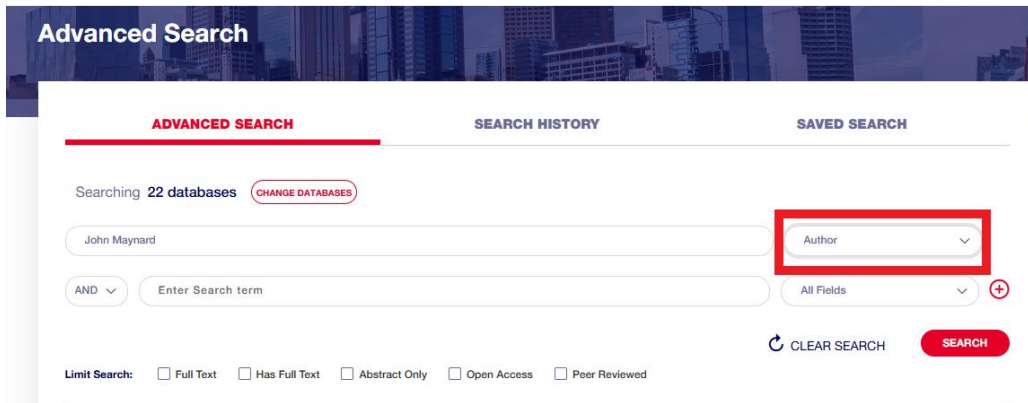 Advanced Search
ADVANCED SEARCH SEARCH HISTORY SAVED SEARCH
Searching 22 databases CHANGE DATABASES
John Maynard Author
AND Enter Search term All Fields
CLEAR SEARCH SEARCH
Limit Search: Full Text Has Full Text Abstract Only Open Access Peer Reviewed